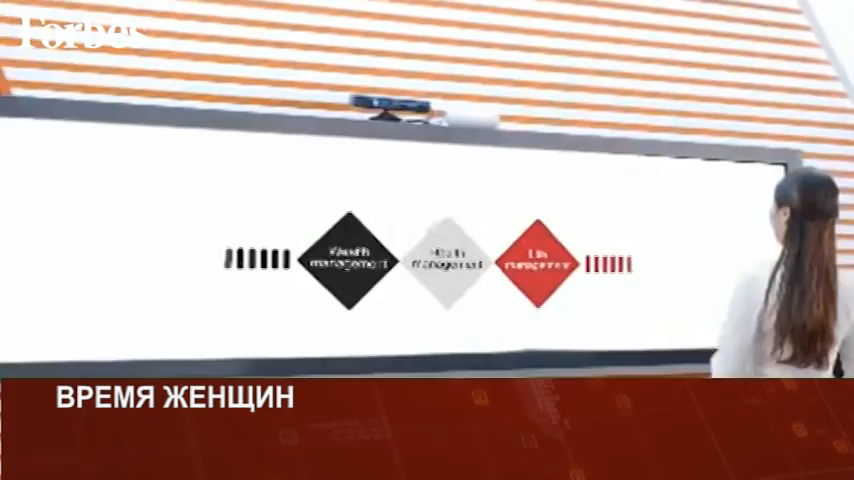 Forbes
Wealth
management
Health
management
Life
management
ВРЕМЯ ЖЕНЩИН